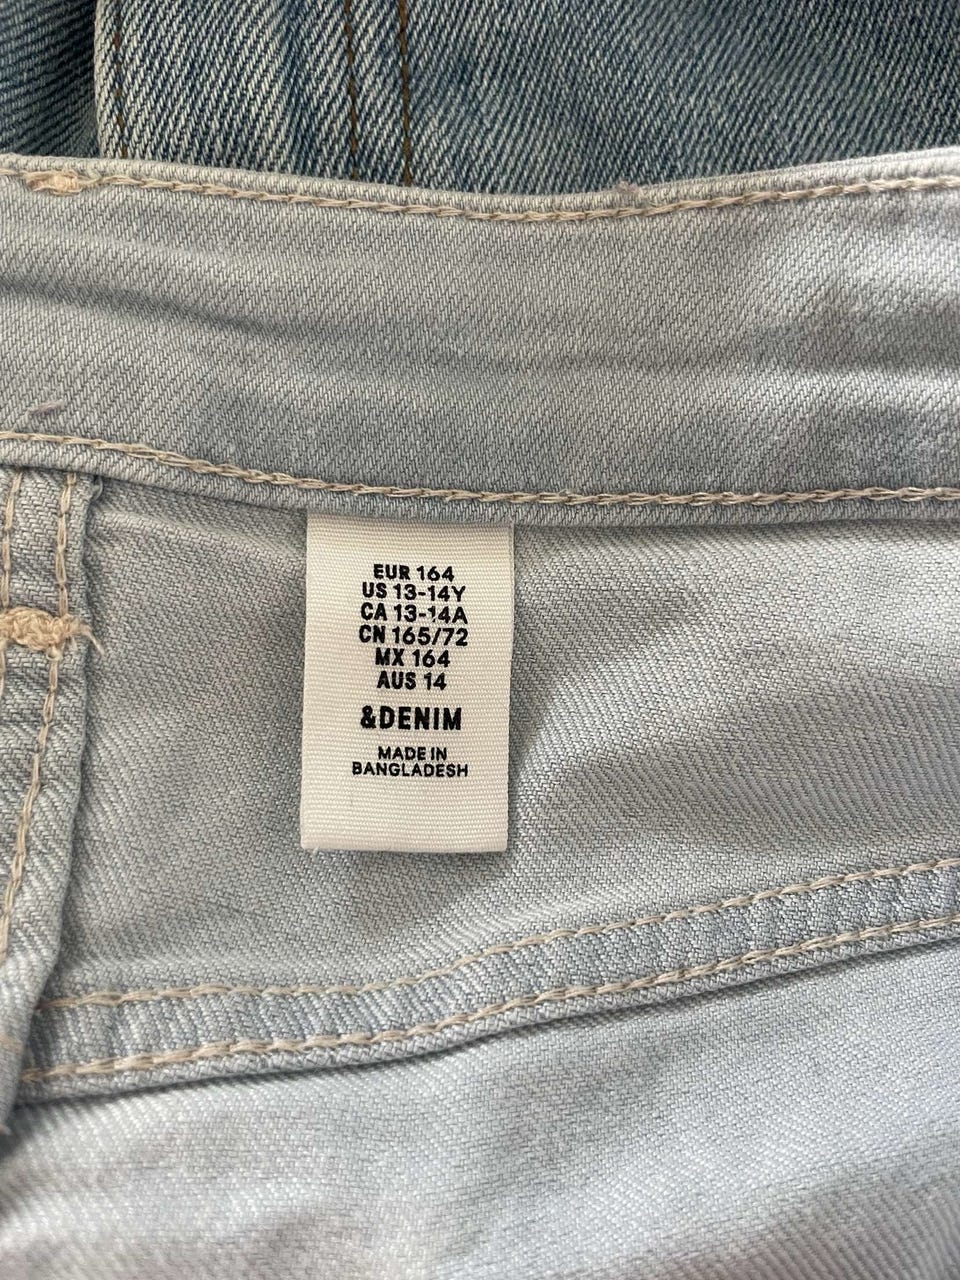 EUR 164
US 13-14Y
CA 13-14A
CN 165/72
MX 164
AUS 14
&DENIM
MADE IN
BANGLADESH